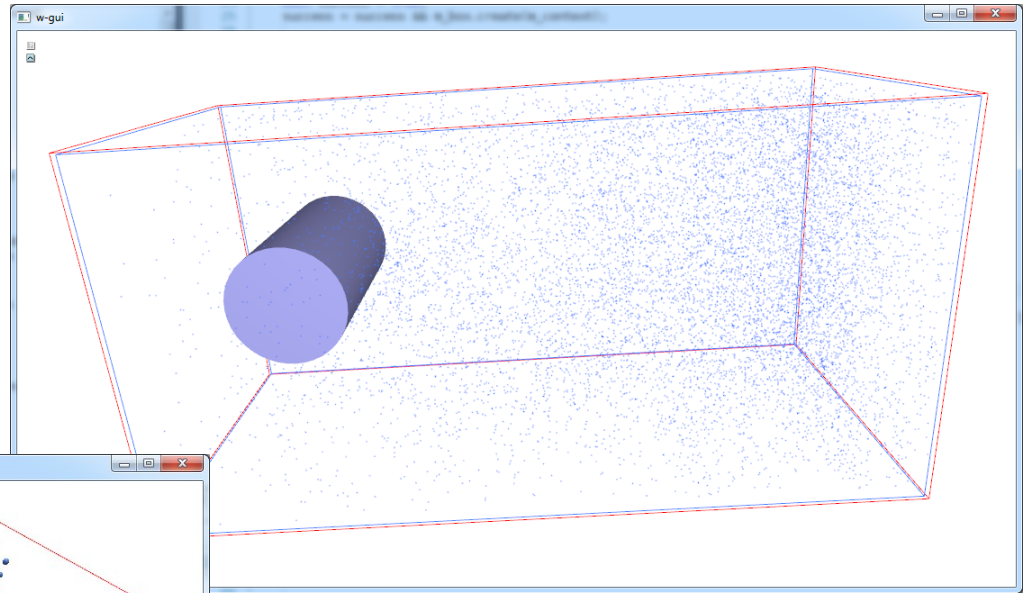 success = success && m_box.create(m_context);
w-gui